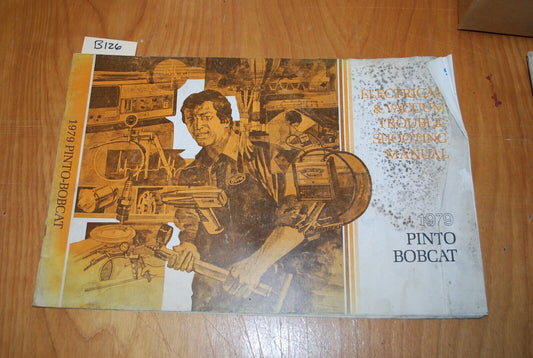 B126
1979 PINTO-BOBCAT
ELECTRICAL
& VACUUM
TROUBLE-
SHOOTING
MANUAL
1979
PINTO
BOBCAT